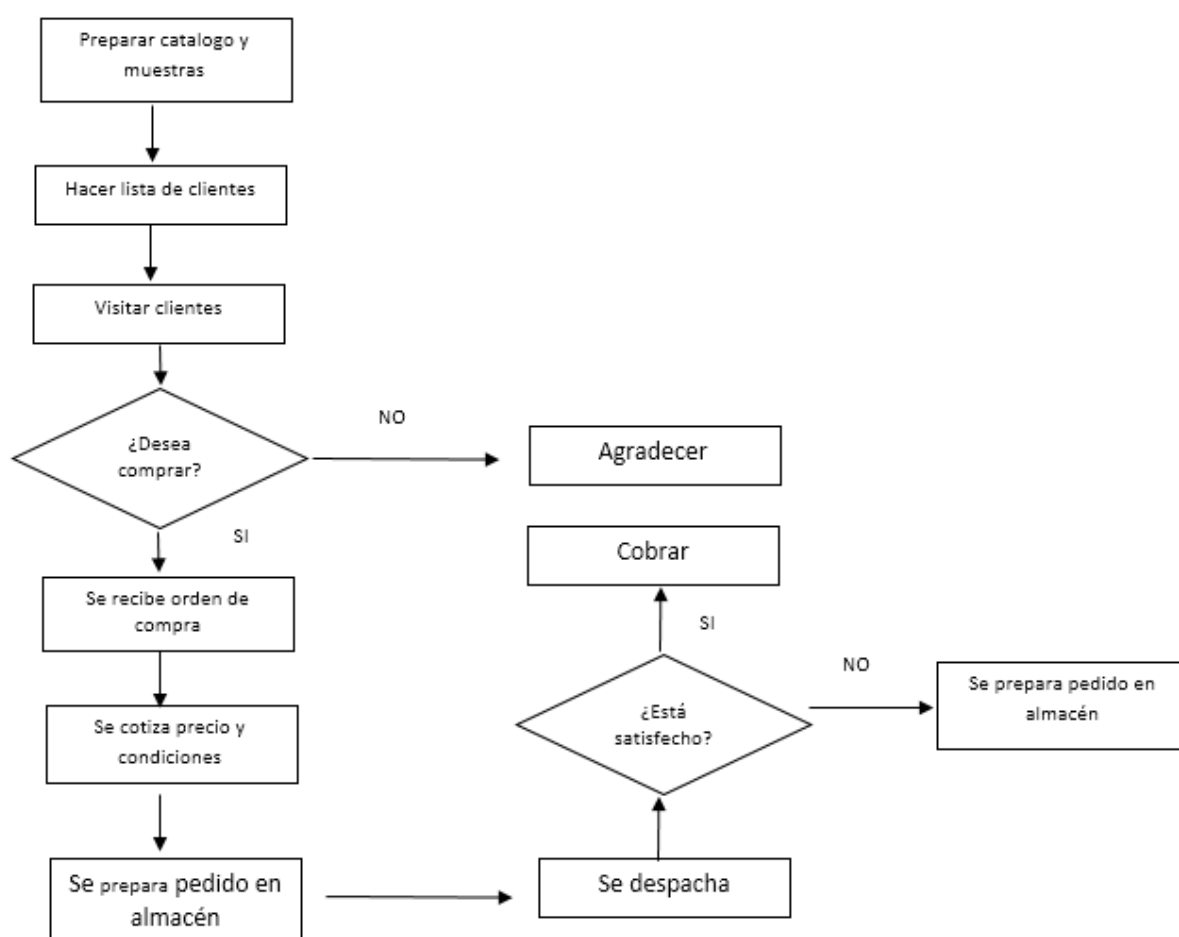 Preparar catalogo y
muestras
Hacer lista de clientes
Visitar clientes
¿Desea
comprar?
NO
Agradecer
SI
Se recibe orden de
compra
Se cotiza precio y
condiciones
Se prepara pedido en
almacén
Se despacha
¿Está
satisfecho?
SI
Cobrar
NO
Se prepara pedido en
almacén